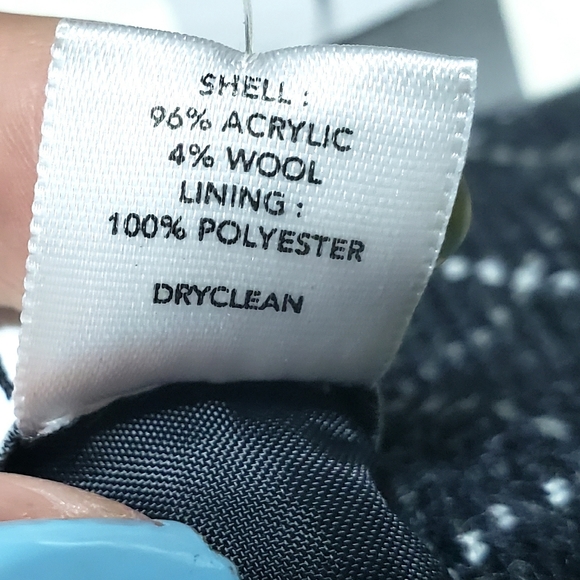 SHELL :
96% ACRYLIC
4% WOOL
LINING :
100% POLYESTER
DRYCLEAN